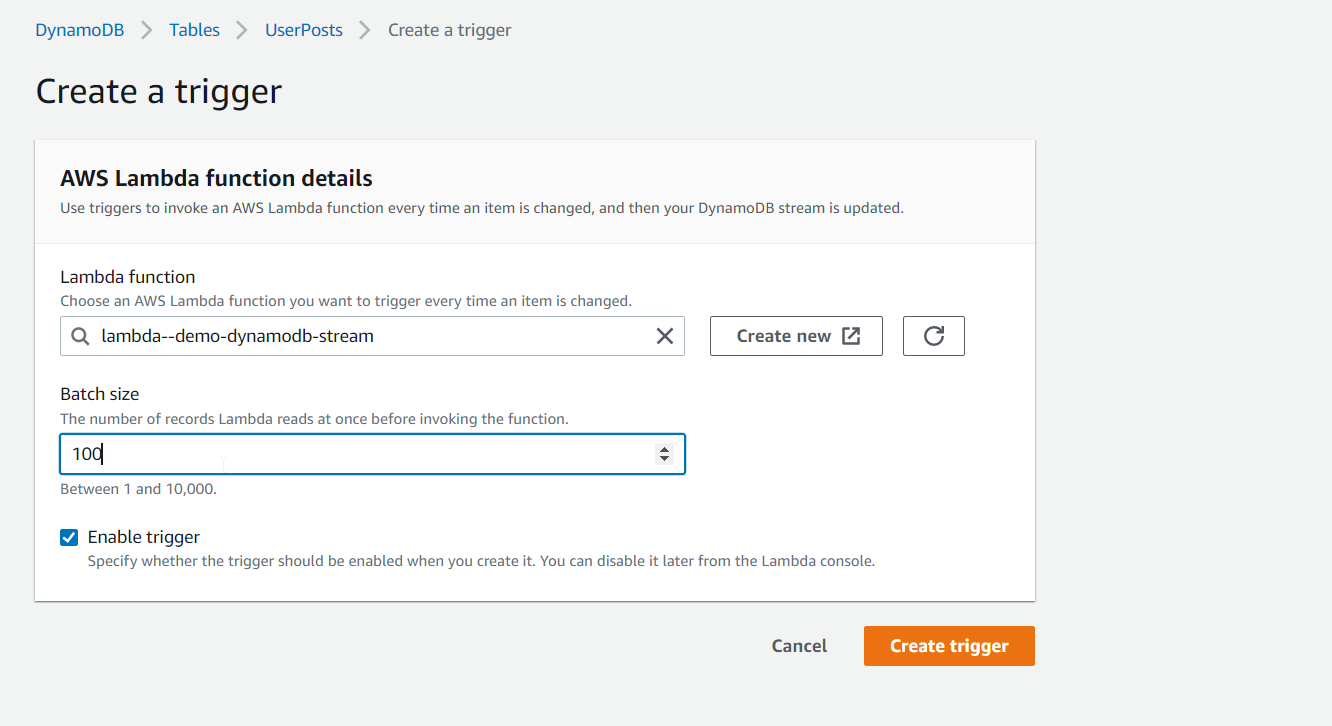 DynamoDB > Tables > UserPosts > Create a trigger
Create a trigger
AWS Lambda function details
Use triggers to invoke an AWS Lambda function every time an item is changed, and then your DynamoDB stream is updated.
Lambda function
Choose an AWS Lambda function you want to trigger every time an item is changed.
lambda--demo-dynamodb-stream
Create new
Batch size
The number of records Lambda reads at once before invoking the function.
100
Between 1 and 10,000.
Enable trigger
Specify whether the trigger should be enabled when you create it. You can disable it later from the Lambda console.
Cancel
Create trigger